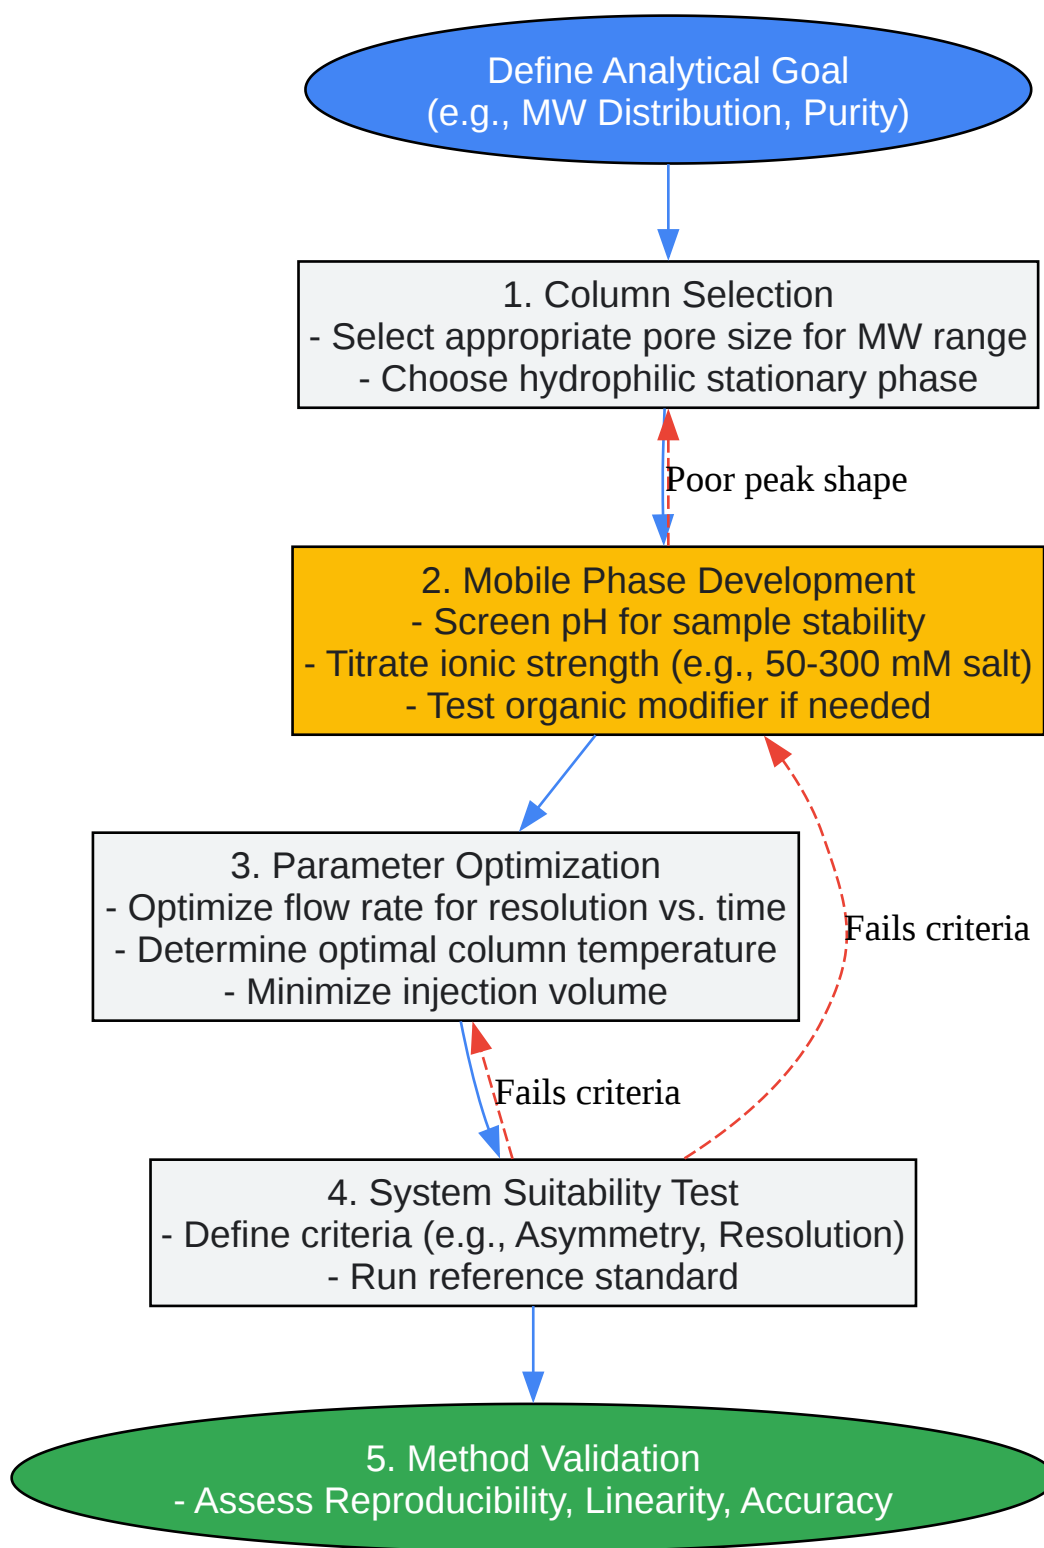 Define Analytical Goal
(e.g., MW Distribution, Purity)
1. Column Selection
- Select appropriate pore size for MW range
- Choose hydrophilic stationary phase
Poor peak shape
2. Mobile Phase Development
- Screen pH for sample stability
- Titrate ionic strength (e.g., 50-300 mM salt)
- Test organic modifier if needed
3. Parameter Optimization
- Optimize flow rate for resolution vs. time
- Determine optimal column temperature
- Minimize injection volume
Fails criteria
Fails criteria
4. System Suitability Test
- Define criteria (e.g., Asymmetry, Resolution)
- Run reference standard
5. Method Validation
- Assess Reproducibility, Linearity, Accuracy